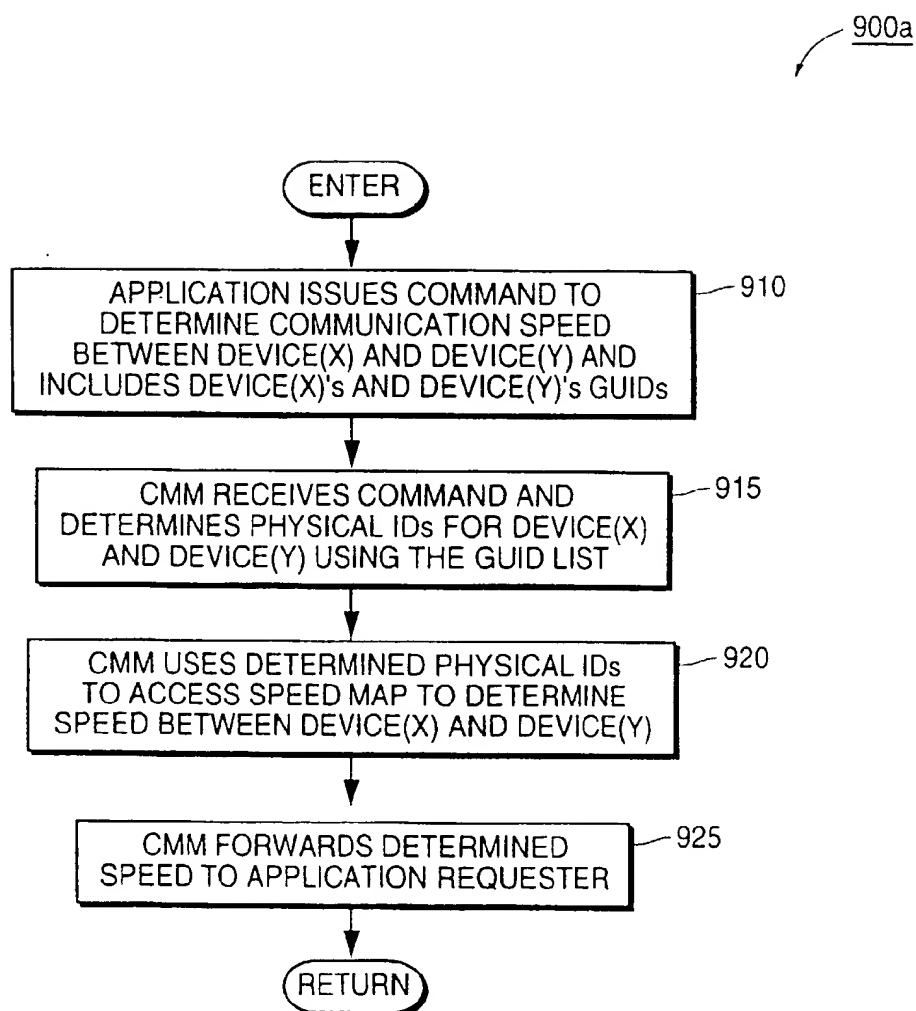 900a
ENTER
APPLICATION ISSUES COMMAND TO
DETERMINE COMMUNICATION SPEED
BETWEEN DEVICE(X) AND DEVICE(Y) AND
INCLUDES DEVICE(X)'s AND DEVICE(Y)'s GUIDs
910
CMM RECEIVES COMMAND AND
DETERMINES PHYSICAL IDs FOR DEVICE(X)
AND DEVICE(Y) USING THE GUID LIST
915
CMM USES DETERMINED PHYSICAL IDs
TO ACCESS SPEED MAP TO DETERMINE
SPEED BETWEEN DEVICE(X) AND DEVICE(Y)
920
CMM FORWARDS DETERMINED
SPEED TO APPLICATION REQUESTER
925
RETURN